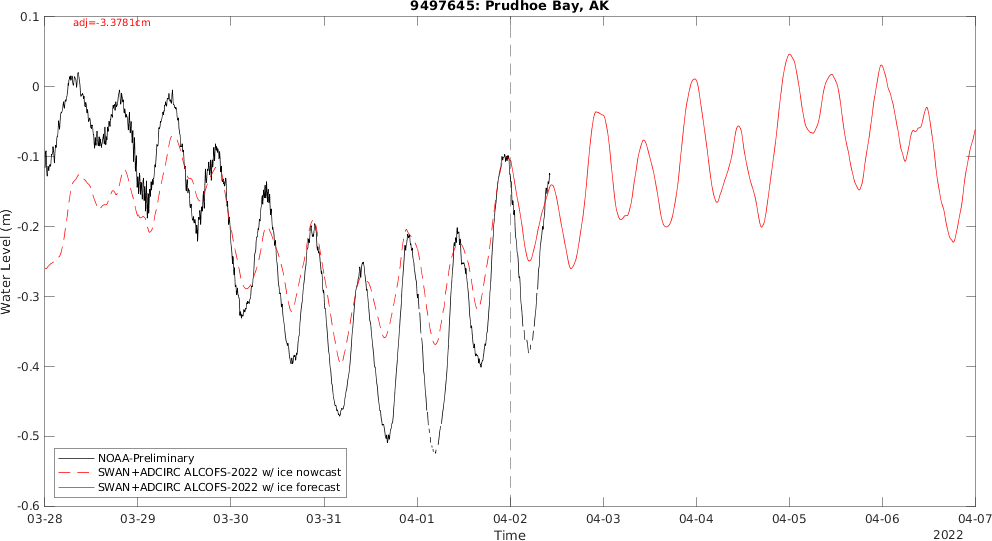 9497645: Prudhoe Bay, AK
adj=-3.3781cm
0.1
0
-0.1
-0.2
-0.3
-0.4
-0.5
-0.6
Water Level (m)
NOAA-Preliminary
SWAN+ADCIRC ALCOFS-2022 w/ ice nowcast
SWAN+ADCIRC ALCOFS-2022 w/ ice forecast
03-28 03-29 03-30 03-31 04-01 04-02 04-03 04-04 04-05 04-06 04-07
Time
2022